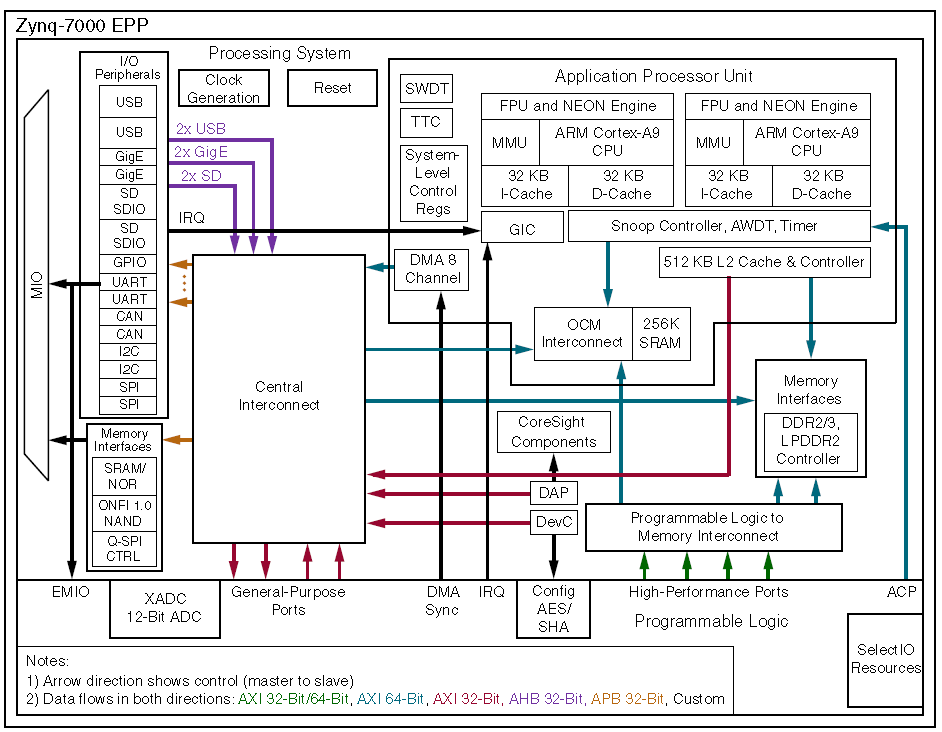 Zynq-7000 EPP
Processing System
I/O
Peripherals
USB
USB
GigE
GigE
SD
SDIO
SD
SDIO
GPIO
UART
UART
CAN
CAN
I2C
I2C
SPI
SPI
MIO
Clock
Generation
Reset
2x USB
2x GigE
2x SD
IRQ
Application Processor Unit
SWDT
TTC
System-
Level
Control
Regs
FPU and NEON Engine
MMU
ARM Cortex-A9
CPU
32 KB
I-Cache
32 KB
D-Cache
FPU and NEON Engine
MMU
ARM Cortex-A9
CPU
32 KB
I-Cache
32 KB
D-Cache
GIC
Snoop Controller, AWDT, Timer
DMA 8
Channel
512 KB L2 Cache & Controller
OCM
Interconnect
256K
SRAM
Central
Interconnect
Memory
Interfaces
DDR2/3,
LPDDR2
Controller
CoreSight
Components
DAP
DevC
Programmable Logic to
Memory Interconnect
Memory
Interfaces
SRAM/
NOR
ONFI 1.0
NAND
Q-SPI
CTRL
EMIO
XADC
12-Bit ADC
General-Purpose
Ports
DMA
Sync
IRQ
Config
AES/
SHA
High-Performance Ports
ACP
Programmable Logic
SelectIO
Resources
Notes:
1) Arrow direction shows control (master to slave)
2) Data flows in both directions: AXI 32-Bit/64-Bit, AXI 64-Bit, AXI 32-Bit, AHB 32-Bit, APB 32-Bit, Custom